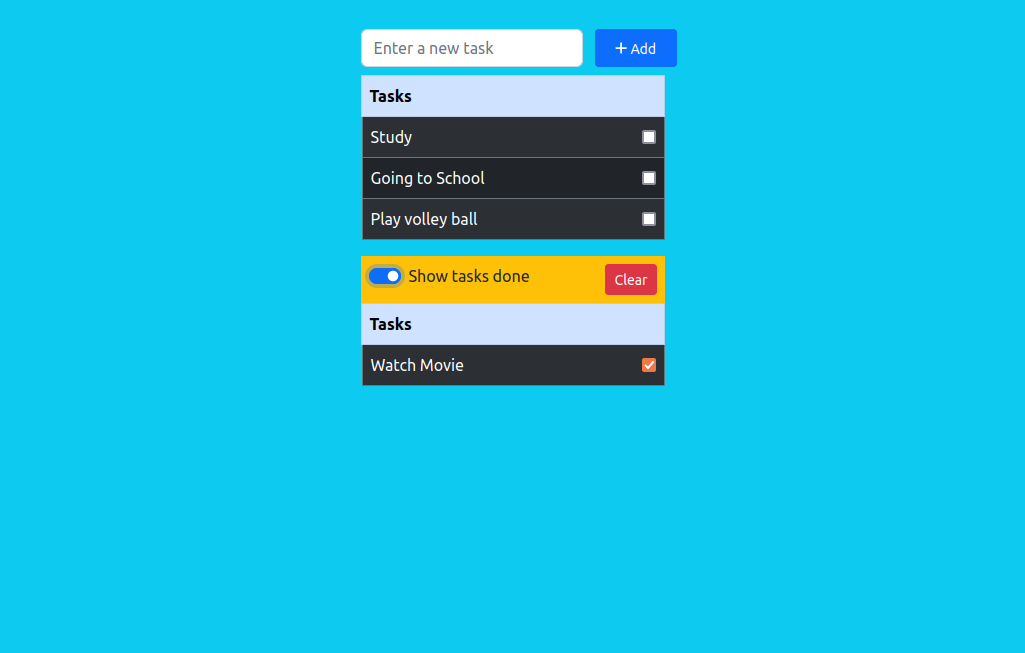 Enter a new task
+ Add
Tasks
Study
Going to School
Play volley ball
Show tasks done
Clear
Tasks
Watch Movie